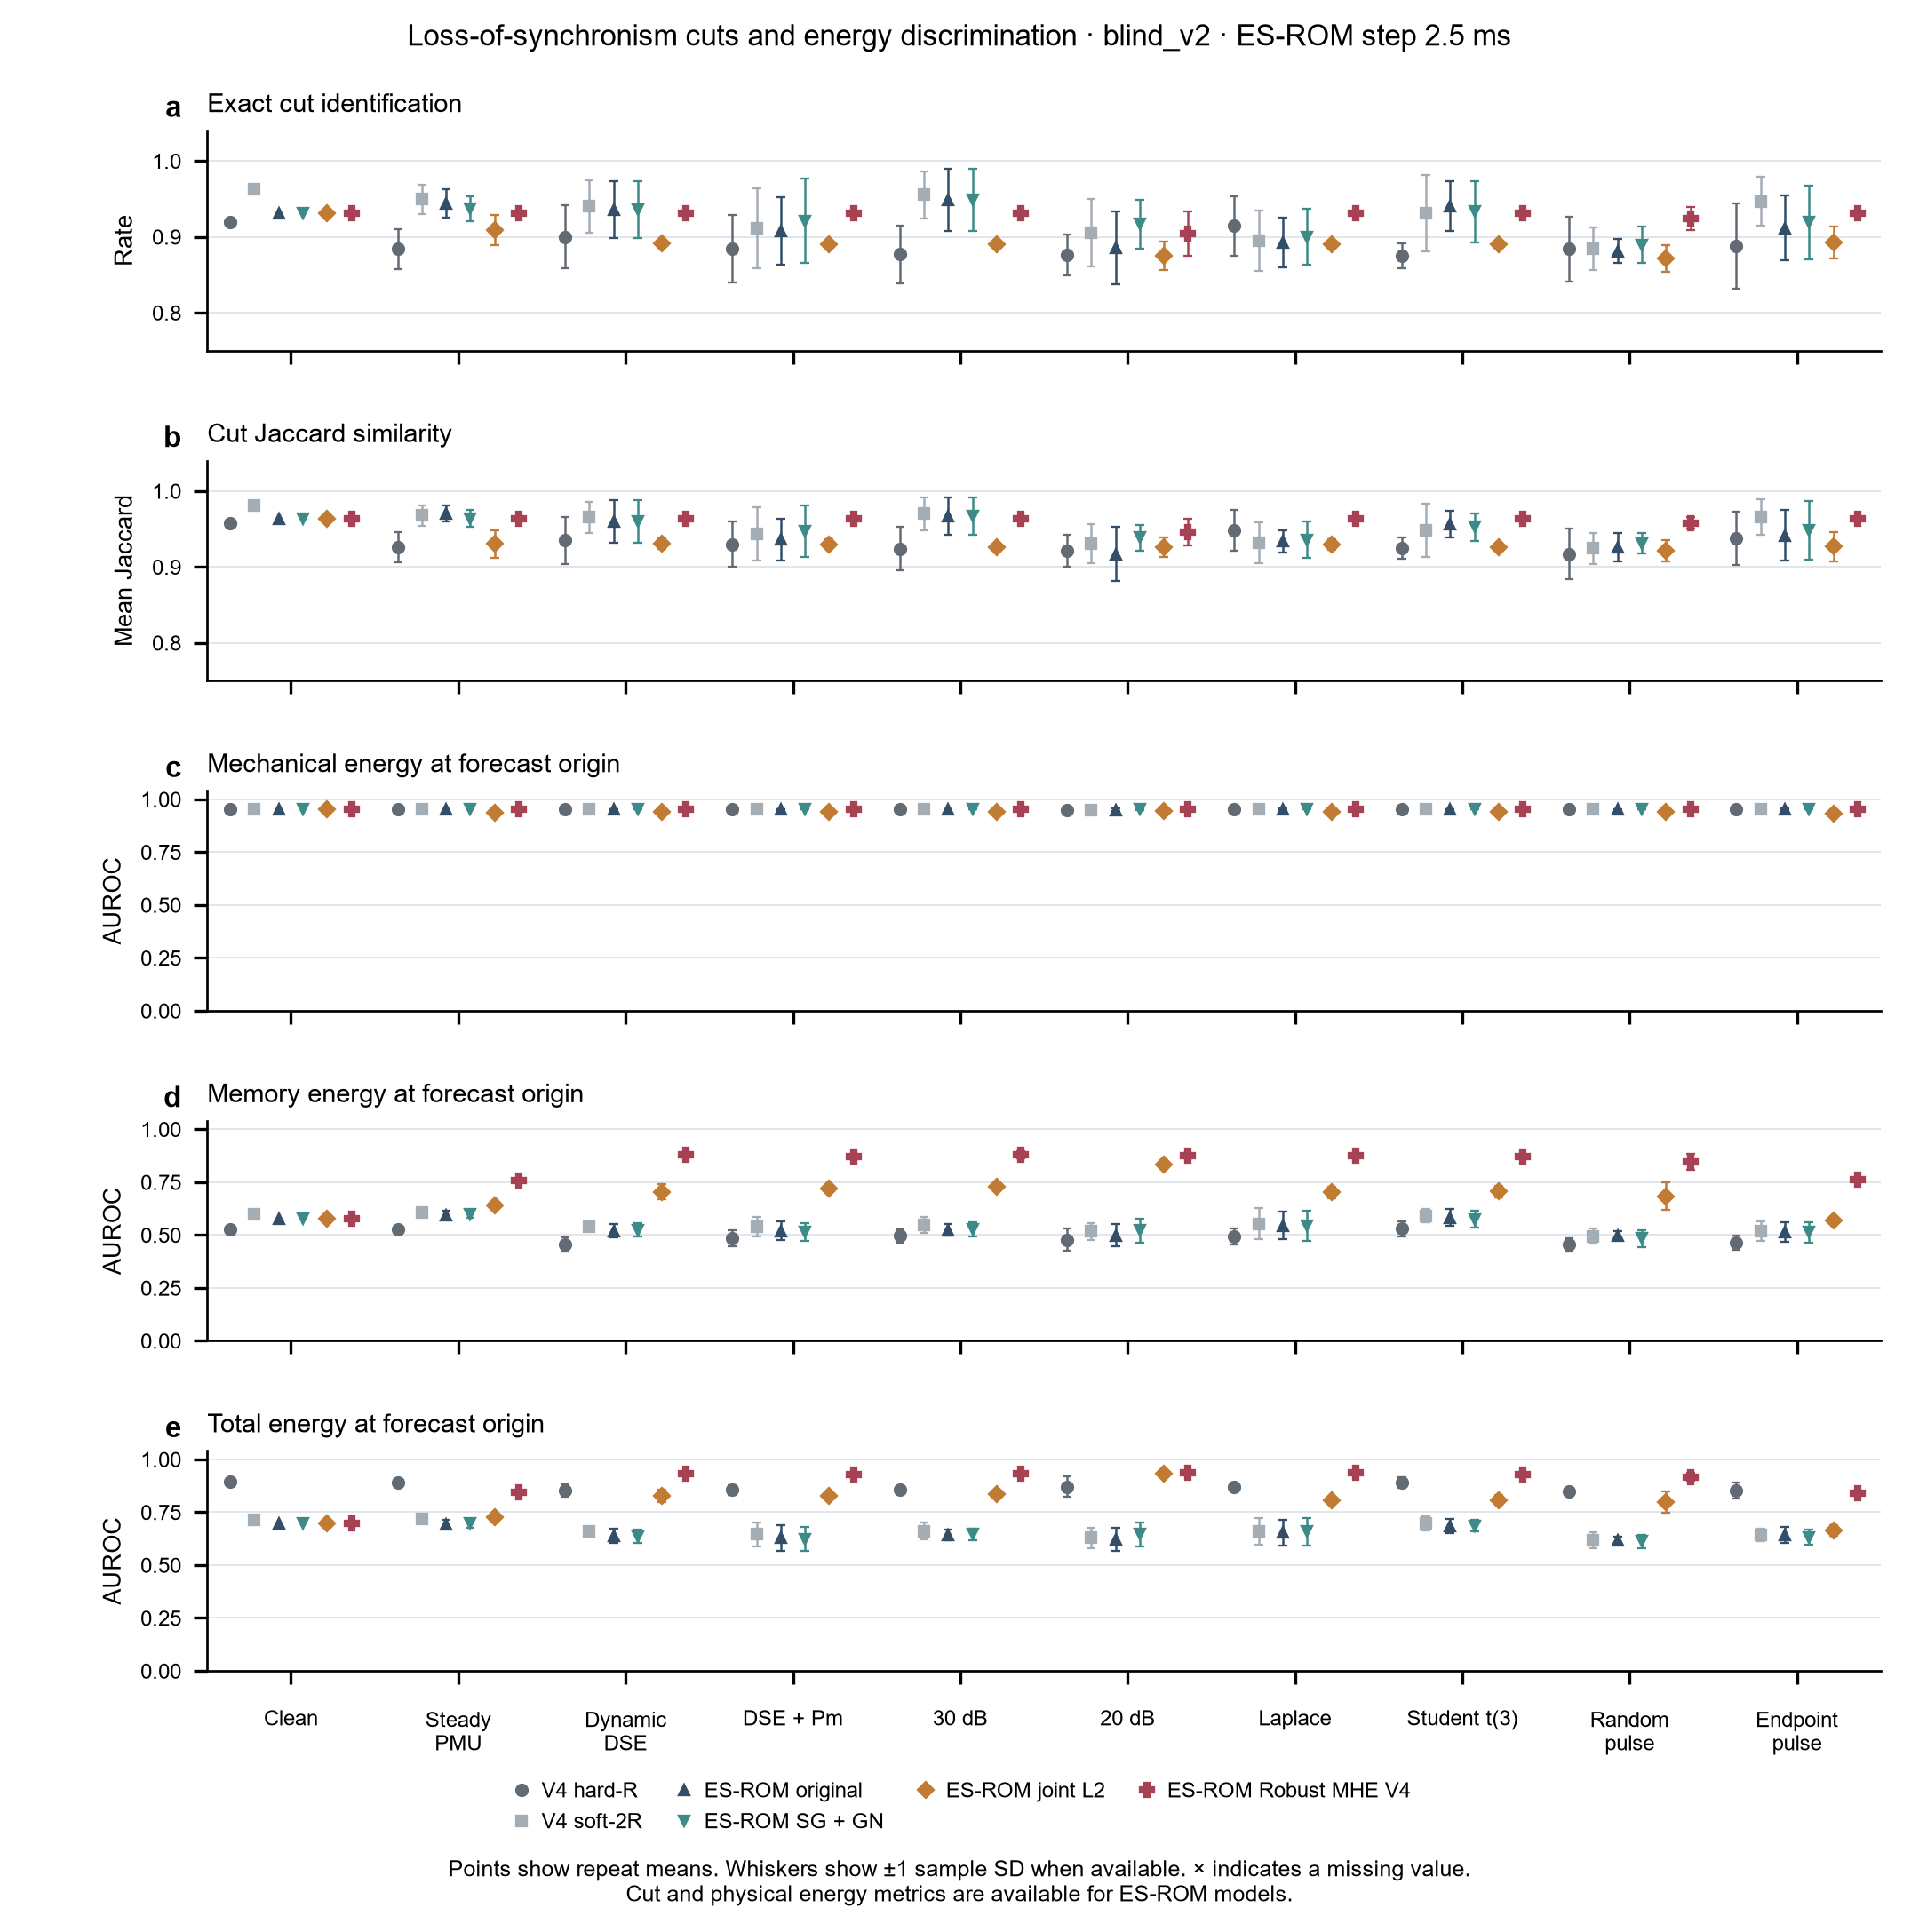 Loss-of-synchronism cuts and energy discrimination · blind_v2 · ES-ROM step 2.5 ms
a Exact cut identification
Rate
1.0
0.9
0.8
b Cut Jaccard similarity
Mean Jaccard
1.0
0.9
0.8
c Mechanical energy at forecast origin
AUROC
1.00
0.75
0.50
0.25
0.00
d Memory energy at forecast origin
AUROC
1.00
0.75
0.50
0.25
0.00
e Total energy at forecast origin
AUROC
1.00
0.75
0.50
0.25
0.00
Clean
Steady
PMU
Dynamic
DSE
DSE + Pm
30 dB
20 dB
Laplace
Student t(3)
Random
pulse
Endpoint
pulse
V4 hard-R
V4 soft-2R
ES-ROM original
ES-ROM SG + GN
ES-ROM joint L2
ES-ROM Robust MHE V4
Points show repeat means. Whiskers show ±1 sample SD when available. × indicates a missing value.
Cut and physical energy metrics are available for ES-ROM models.